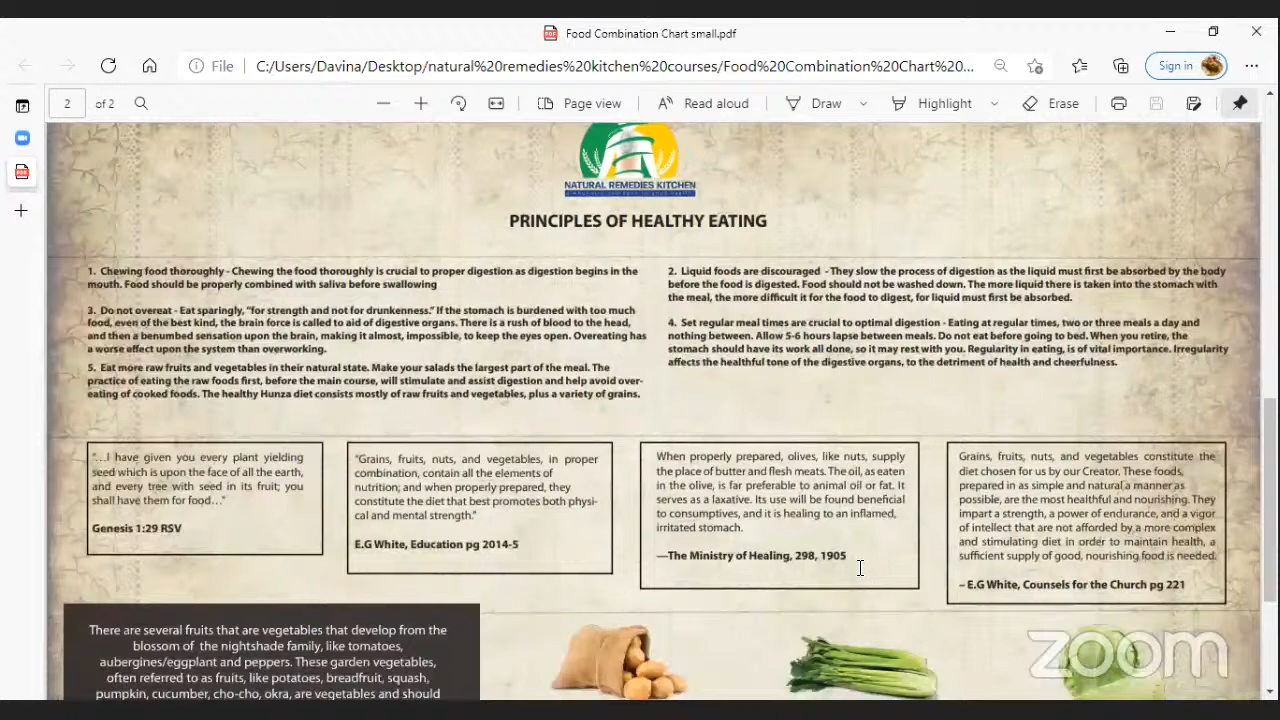 Food Combination Chart small.pdf
File
C:/Users/Davina/Desktop/natural%20remedies%20kitchen%20courses/Food%20Combination%20Chart%20...
Sign in
2 of 2
Page view
Read aloud
Draw
Highlight
Erase
NATURAL REMEDIES KITCHEN
PRINCIPLES OF HEALTHY EATING
1. Chewing food thoroughly - Chewing the food thoroughly is crucial to proper digestion as digestion begins in the
mouth. Food should be properly combined with saliva before swallowing
2. Liquid foods are discouraged - They slow the process of digestion as the liquid must first be absorbed by the body
before the food is digested. Food should not be washed down. The more liquid there is taken into the stomach with
the meal, the more difficult it for the food to digest, for liquid must first be absorbed.
3. Do not overeat - Eat sparingly, "for strength and not for drunkenness." If the stomach is burdened with too much
food, even of the best kind, the brain force is called to aid of digestive organs. There is a rush of blood to the head,
and then a benumbed sensation upon the brain, making it almost, impossible, to keep the eyes open. Overeating has
a worse effect upon the system than overworking.
4. Set regular meal times are crucial to optimal digestion - Eating at regular times, two or three meals a day and
nothing between. Allow 5-6 hours lapse between meals. Do not eat before going to bed. When you retire, the
stomach should have its work all done, so it may rest with you. Regularity in eating, is of vital importance. Irregularity
affects the healthful tone of the digestive organs, to the detriment of health and cheerfulness.
5. Eat more raw fruits and vegetables in their natural state. Make your salads the largest part of the meal. The
practice of eating the raw foods first, before the main course, will stimulate and assist digestion and help avoid over-
eating of cooked foods. The healthy Hunza diet consists mostly of raw fruits and vegetables, plus a variety of grains.
"...I have given you every plant yielding
seed which is upon the face of all the earth,
and every tree with seed in its fruit; you
shall have them for food..."
Genesis 1:29 RSV
"Grains, fruits, nuts, and vegetables, in proper
combination, contain all the elements of
nutrition; and when properly prepared, they
constitute the diet that best promotes both physi-
cal and mental strength."
E.G White, Education pg 2014-5
When properly prepared, olives, like nuts, supply
the place of butter and flesh meats. The oil, as eaten
in the olive, is far preferable to animal oil or fat. It
serves as a laxative. Its use will be found beneficial
to consumptives, and it is healing to an inflamed,
irritated stomach.
—The Ministry of Healing, 298, 1905
Grains, fruits, nuts, and vegetables constitute the
diet chosen for us by our Creator. These foods,
prepared in as simple and natural a manner as
possible, are the most healthful and nourishing. They
impart a strength, a power of endurance, and a vigor
of intellect that are not afforded by a more complex
and stimulating diet in order to maintain health, a
sufficient supply of good, nourishing food is needed.
– E.G White, Counsels for the Church pg 221
There are several fruits that are vegetables that develop from the
blossom of the nightshade family, like tomatoes,
aubergines/eggplant and peppers. These garden vegetables,
often referred to as fruits, like potatoes, breadfruit, squash,
pumpkin, cucumber, cho-cho, okra, are vegetables and should
zoom